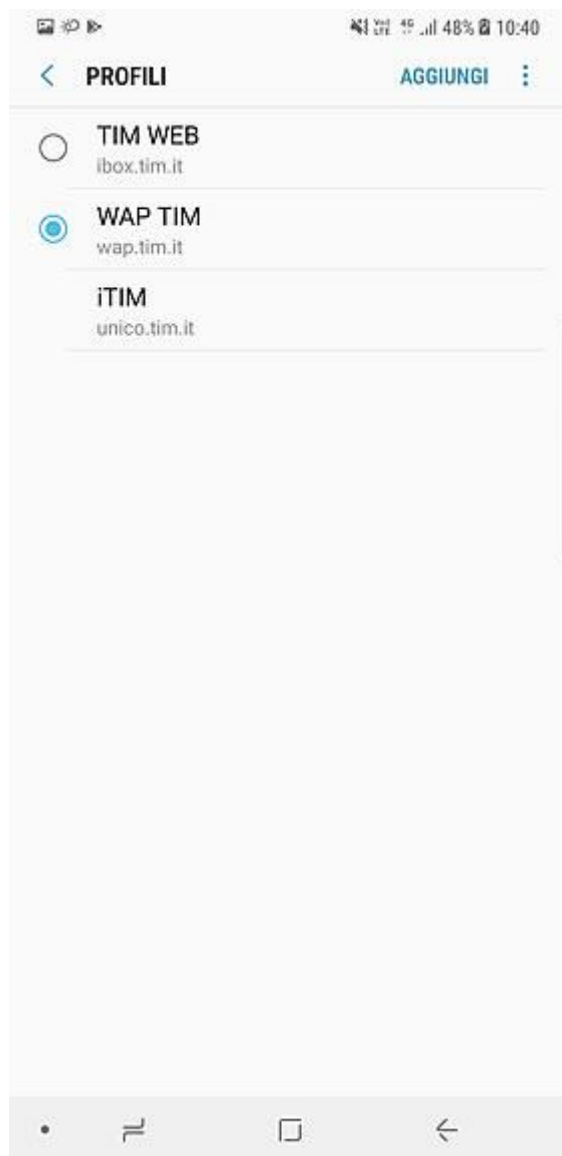 48% 10:40
PROFILI AGGIUNGI
TIM WEB
ibox.tim.it
WAP TIM
wap.tim.it
iTIM
unico.tim.it